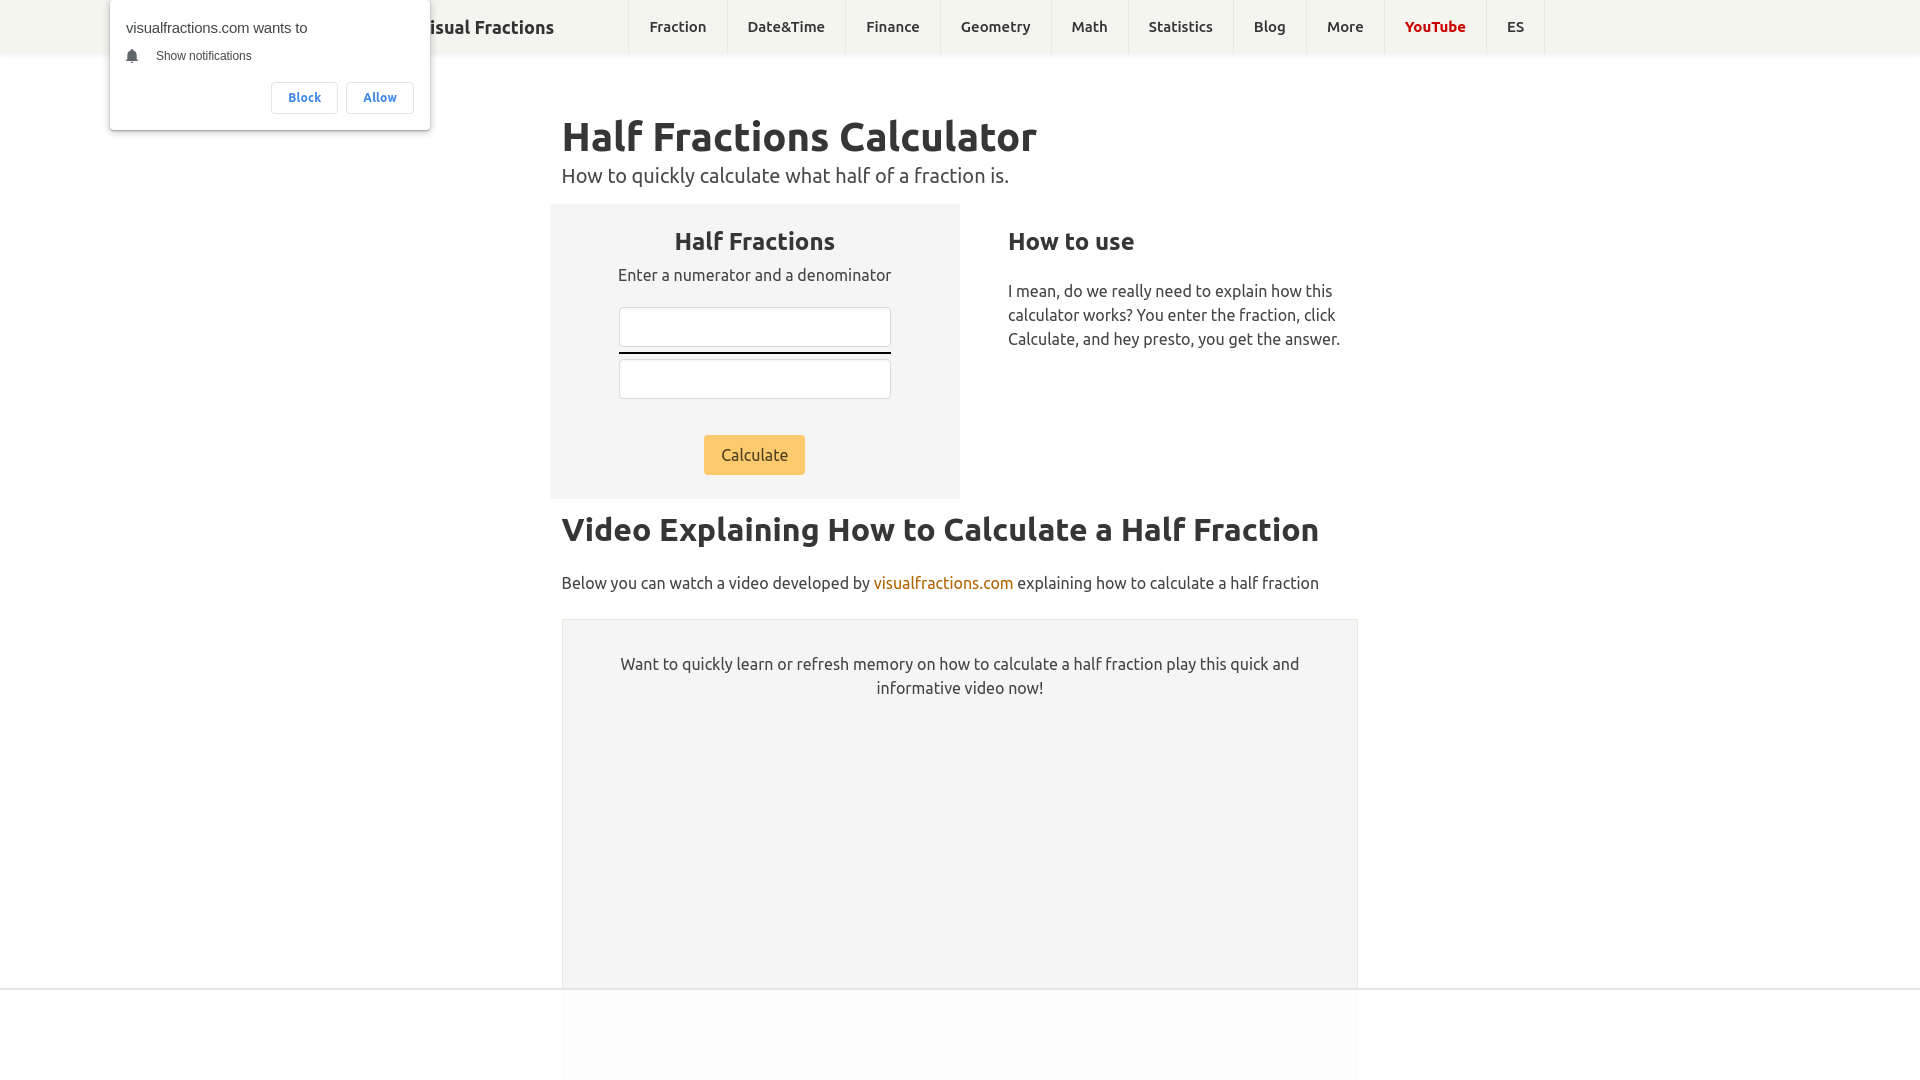 visualfractions.com wants to
Show notifications
Block
Allow
isual Fractions
Fraction
Date&Time
Finance
Geometry
Math
Statistics
Blog
More
YouTube
ES
Half Fractions Calculator
How to quickly calculate what half of a fraction is.
Half Fractions
Enter a numerator and a denominator
Calculate
How to use
I mean, do we really need to explain how this
calculator works? You enter the fraction, click
Calculate, and hey presto, you get the answer.
Video Explaining How to Calculate a Half Fraction
Below you can watch a video developed by visualfractions.com explaining how to calculate a half fraction
Want to quickly learn or refresh memory on how to calculate a half fraction play this quick and
informative video now!